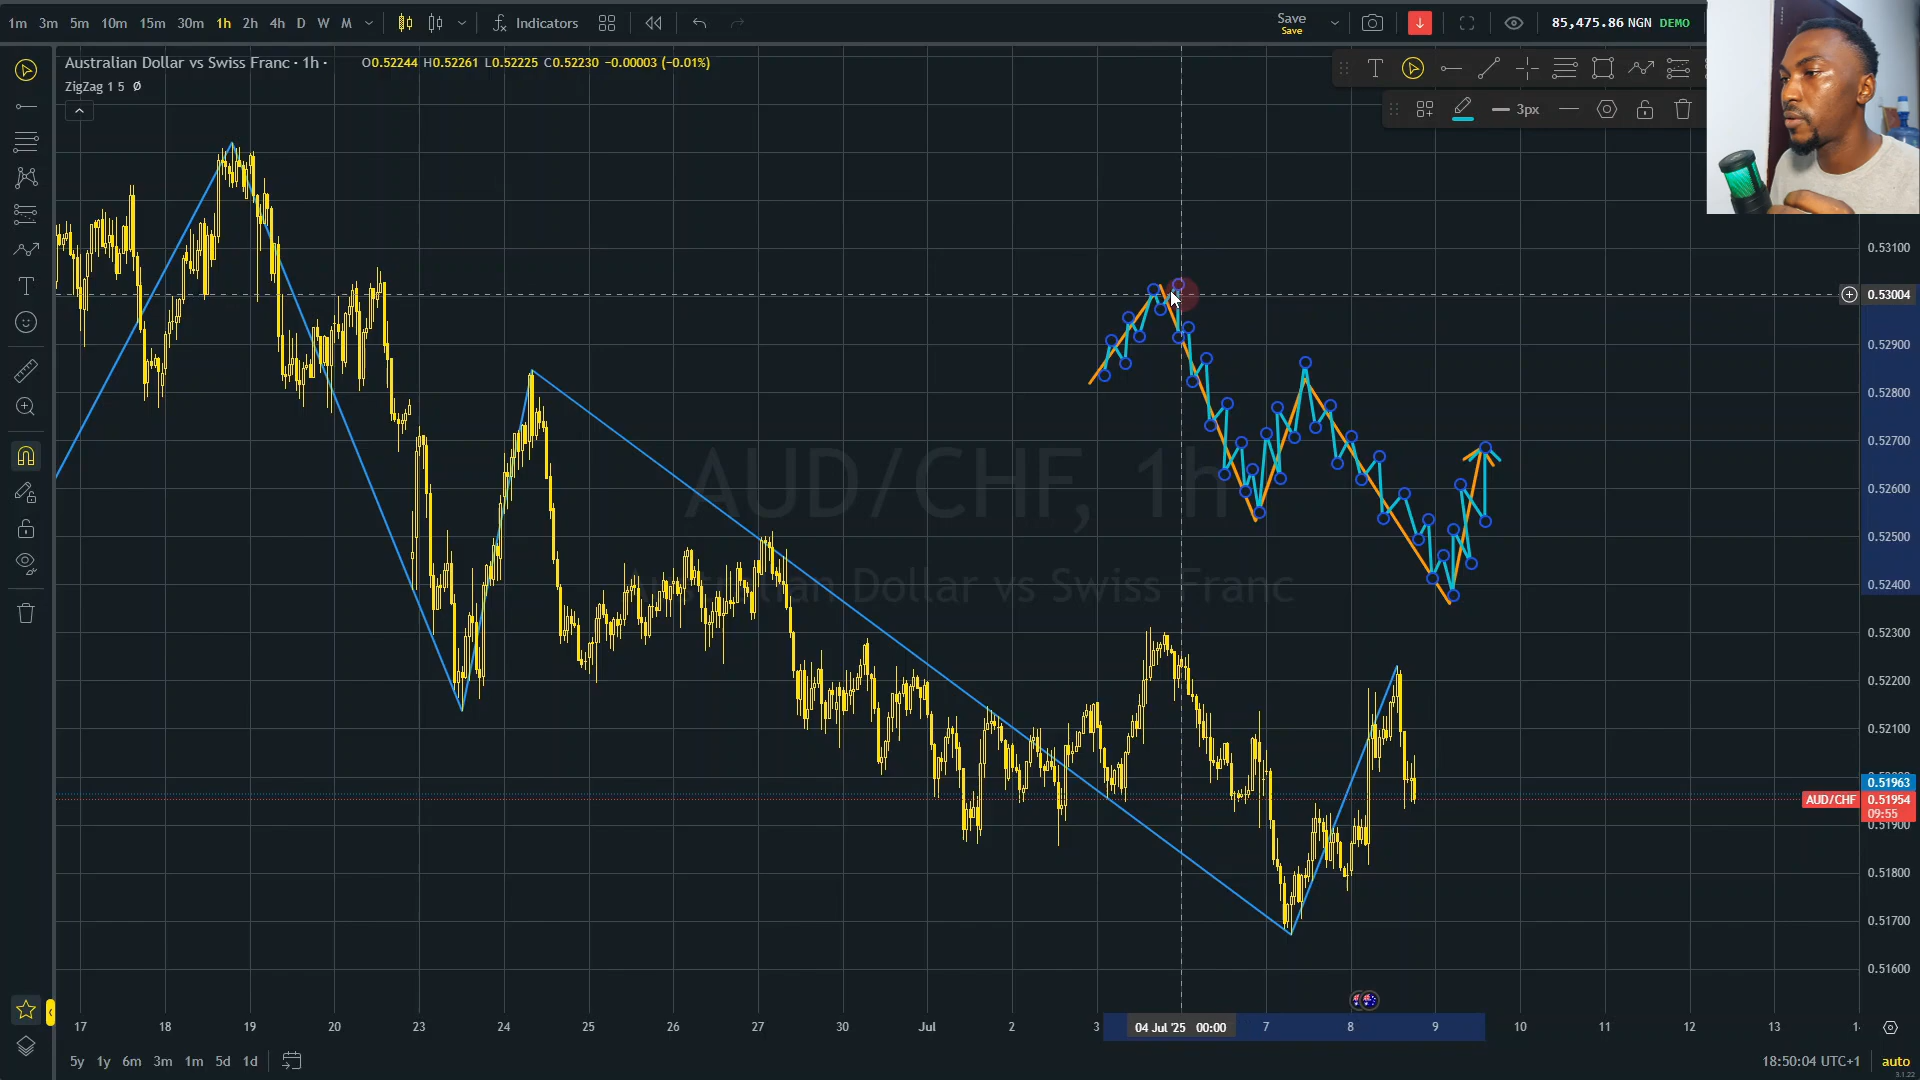 1m 3m 5m 10m 15m 30m 1h 2h 4h D W M Indicators Save 85,475.86 NGN DEMO
Save
Australian Dollar vs Swiss Franc · 1h · O0.52244 H0.52261 L0.52225 C0.52230 −0.00003 (−0.01%)
ZigZag 1 5 Ø
3px
0.53100
0.53004
0.52900
0.52800
0.52700
AUD/CHF, 1h
0.52600
0.52500
Australian Dollar vs Swiss Franc
0.52400
0.52300
0.52200
0.52100
0.51963
AUD/CHF 0.51954
09:55
0.51900
0.51800
0.51700
0.51600
17 18 19 20 23 24 25 26 27 30 Jul 2 3 04 Jul '25 00:00 7 8 9 10 11 12 13
5y 1y 6m 3m 1m 5d 1d 18:50:04 UTC+1 auto
3.1.22